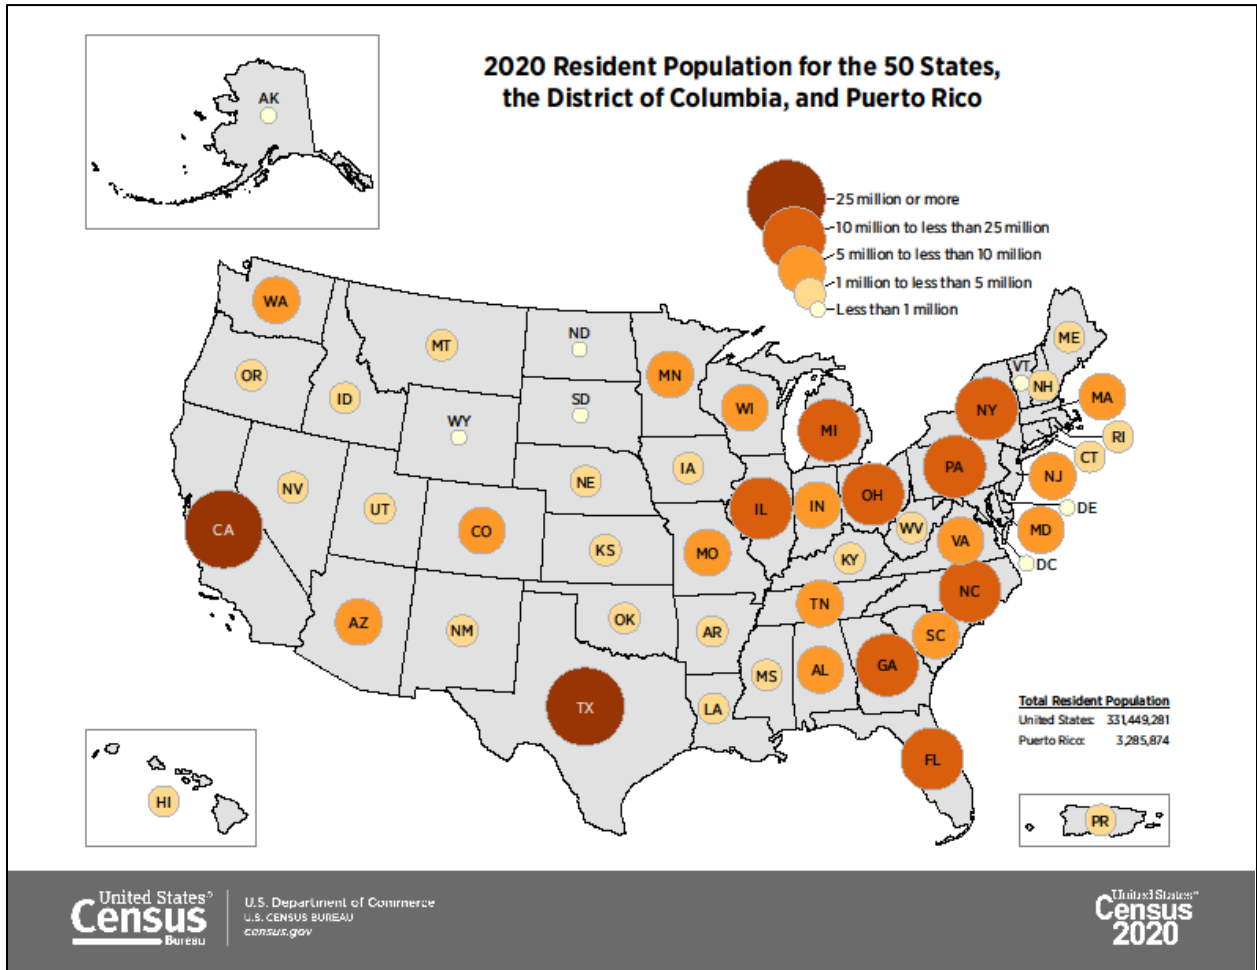 2020 Resident Population for the 50 States,
the District of Columbia, and Puerto Rico
AK
25 million or more
10 million to less than 25 million
5 million to less than 10 million
1 million to less than 5 million
Less than 1 million
WA
MT
ND
MN
ME
VT
NH
OR
ID
WY
SD
WI
MI
NY
MA
RI
CT
NV
UT
CO
NE
IA
IL
IN
OH
PA
NJ
DE
CA
KS
MO
KY
WV
VA
MD
DC
AZ
NM
OK
AR
TN
NC
SC
TX
LA
MS
AL
GA
FL
Total Resident Population
United States: 331,449,281
Puerto Rico: 3,285,874
HI
PR
United States®
Census
Bureau
U.S. Department of Commerce
U.S. CENSUS BUREAU
census.gov
United States™
Census
2020